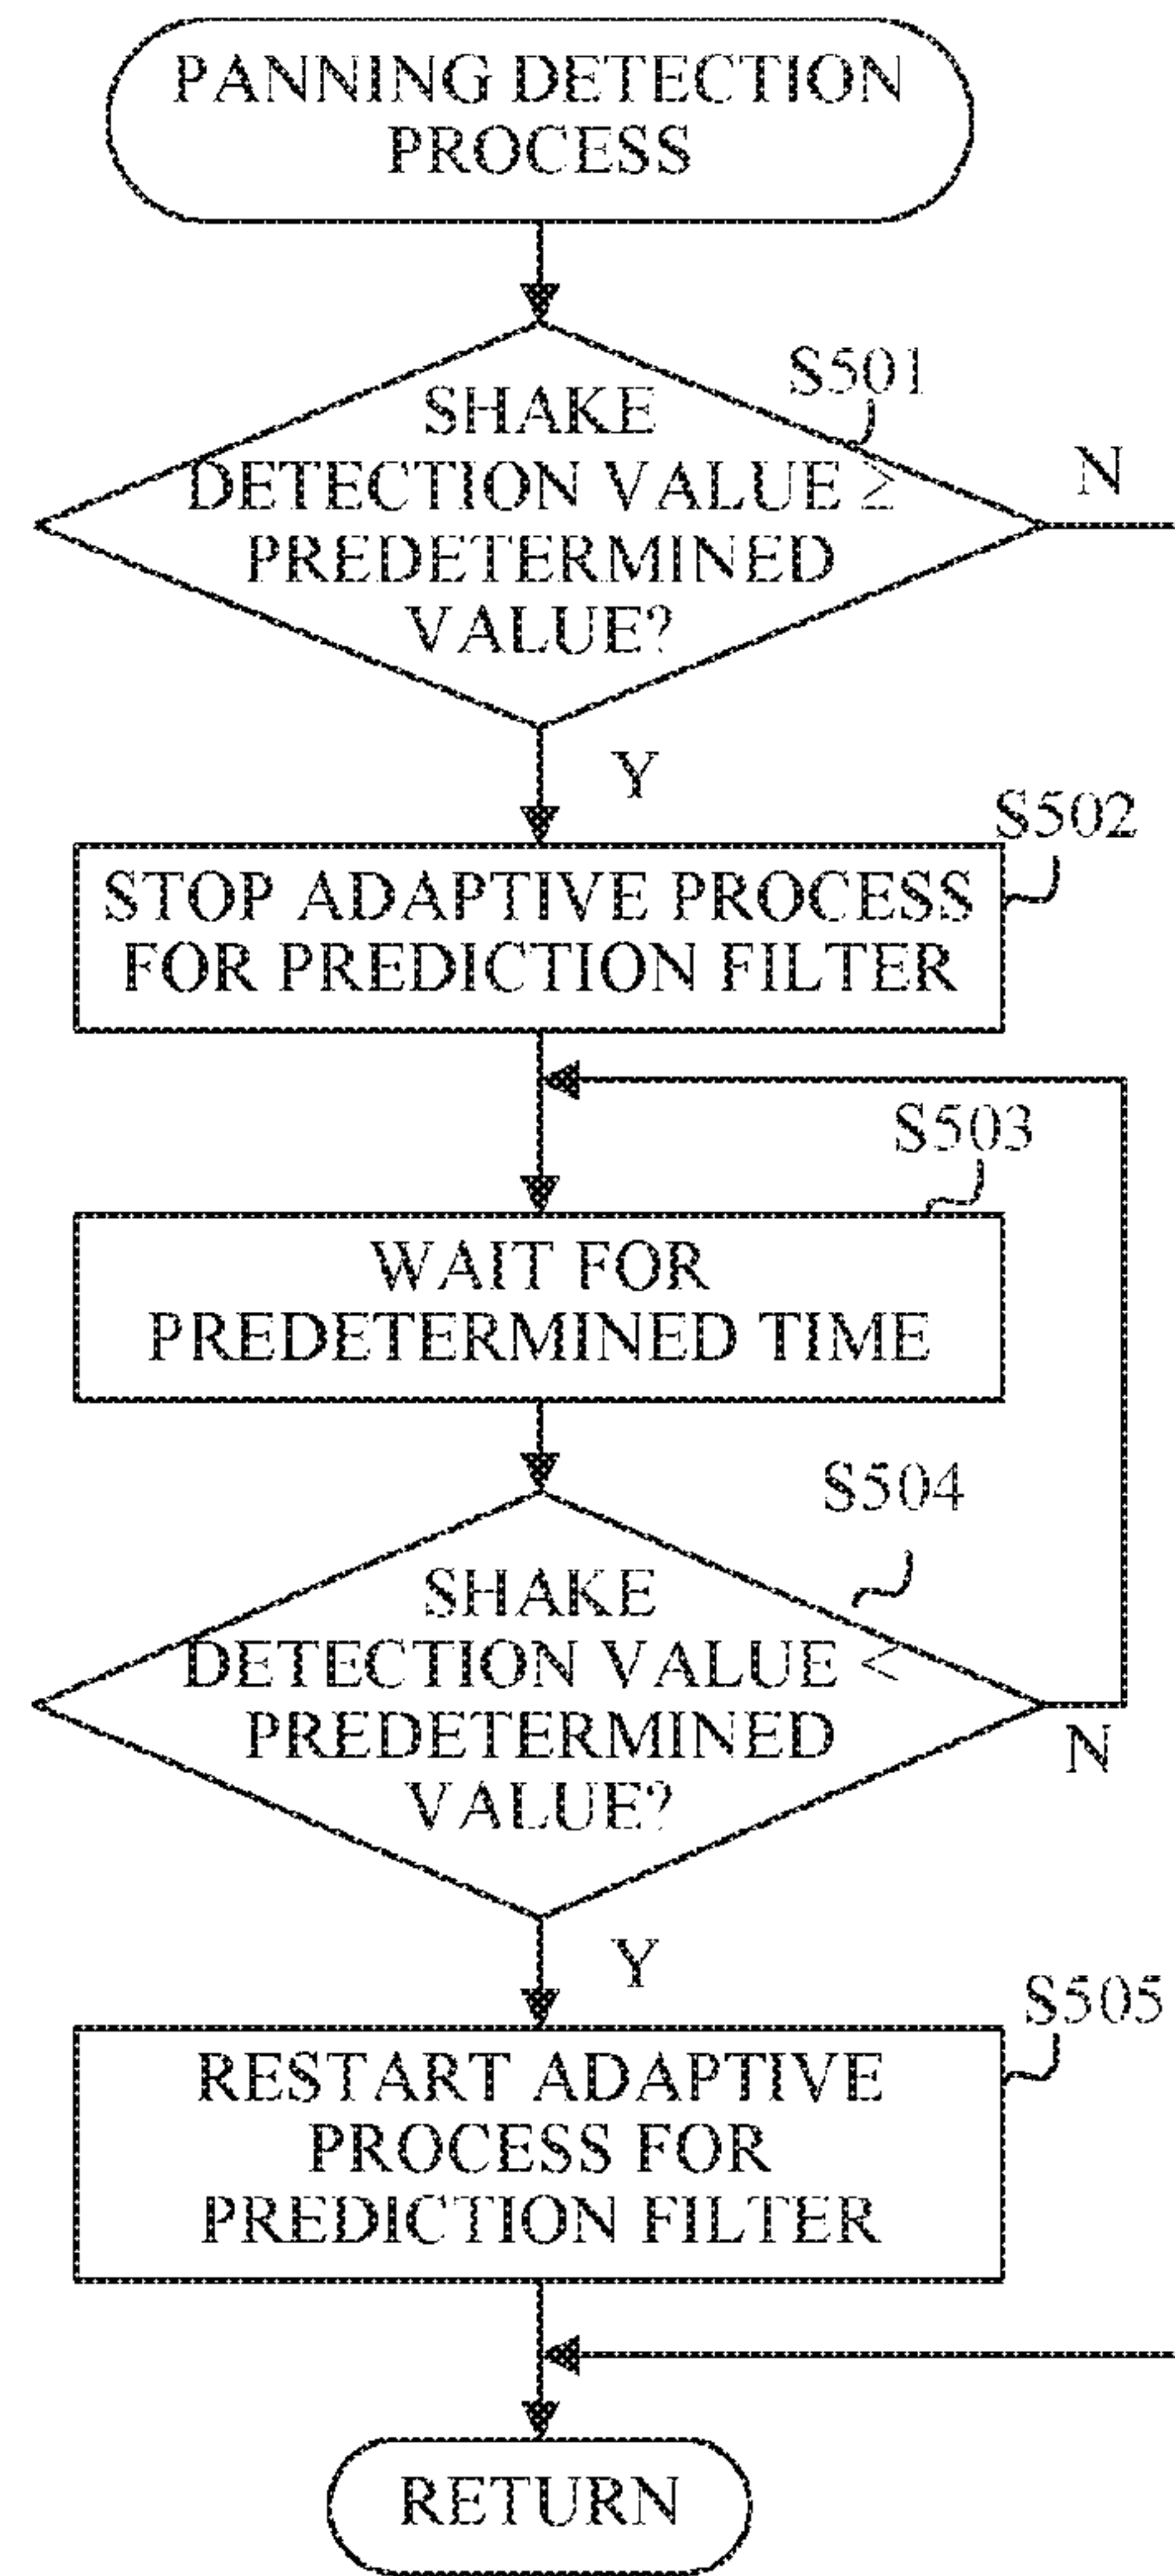 PANNING DETECTION
PROCESS
S501
SHAKE
DETECTION VALUE ≥
PREDETERMINED
VALUE?
N
Y
S502
STOP ADAPTIVE PROCESS
FOR PREDICTION FILTER
S503
WAIT FOR
PREDETERMINED TIME
S504
SHAKE
DETECTION VALUE <
PREDETERMINED
VALUE?
N
Y
S505
RESTART ADAPTIVE
PROCESS FOR
PREDICTION FILTER
RETURN